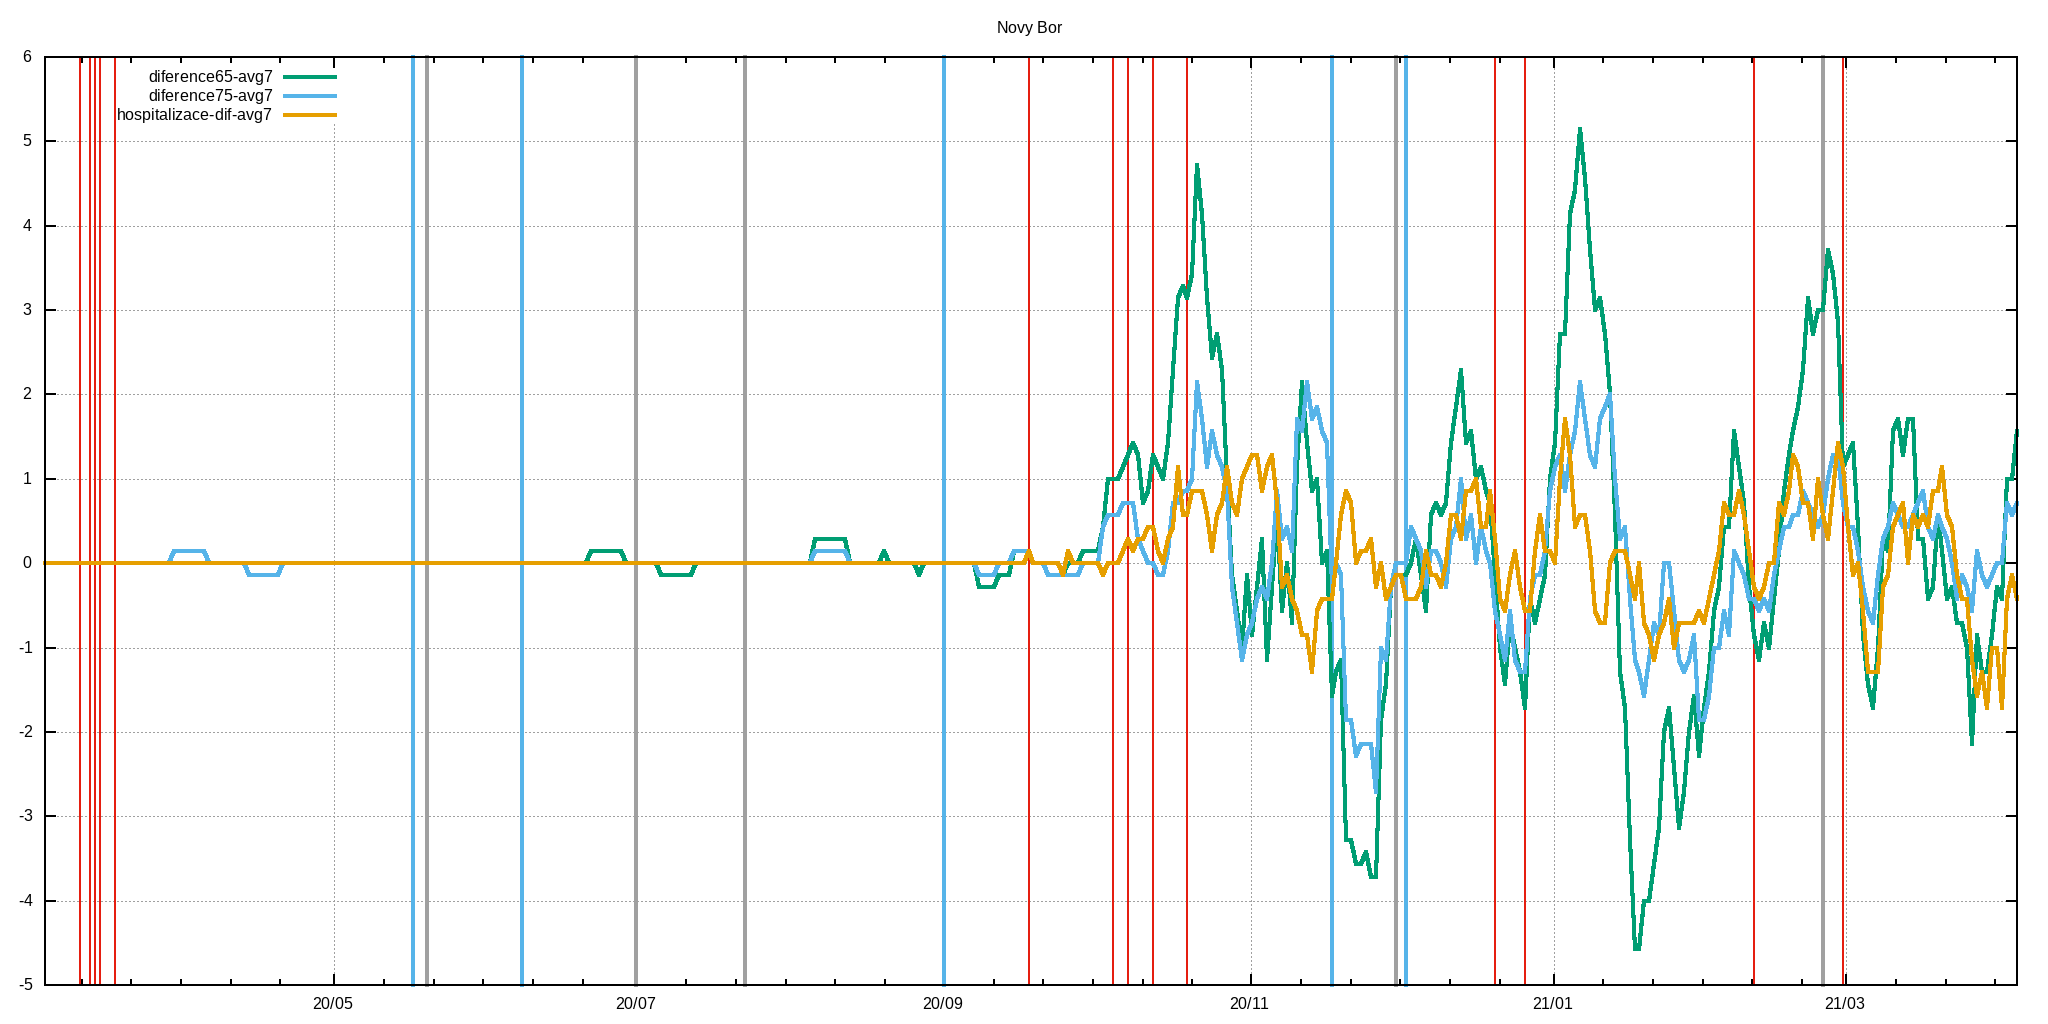 Novy Bor
6
diference65-avg7
diference75-avg7
hospitalizace-dif-avg7
5
4
3
2
1
0
-1
-2
-3
-4
-5
20/05 20/07 20/09 20/11 21/01 21/03